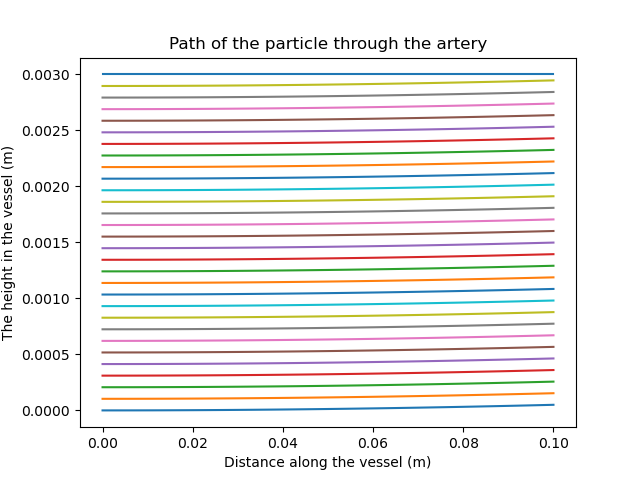 Path of the particle through the artery
The height in the vessel (m)
0.0030
0.0025
0.0020
0.0015
0.0010
0.0005
0.0000
0.00 0.02 0.04 0.06 0.08 0.10
Distance along the vessel (m)